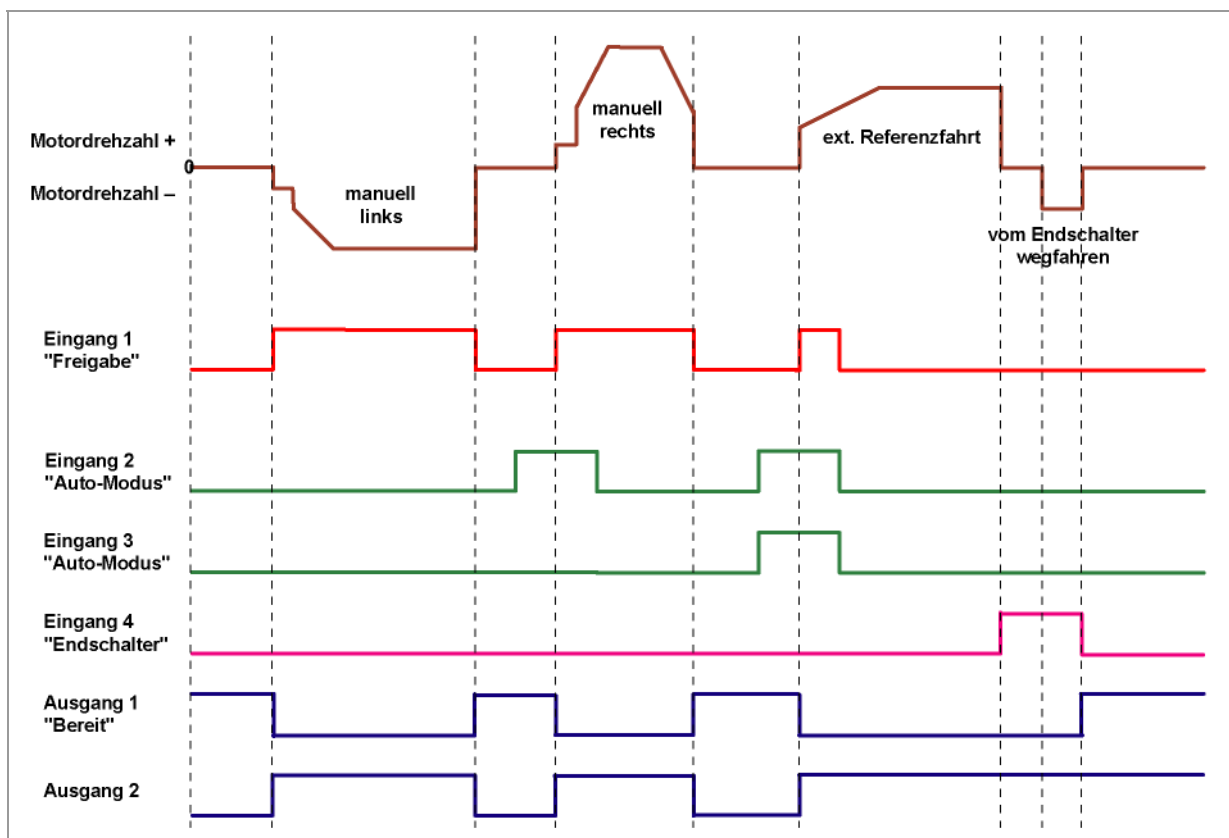 manuell
rechts
ext. Referenzfahrt
Motordrehzahl +
0
Motordrehzahl –
manuell
links
vom Endschalter
wegfahren
Eingang 1
"Freigabe"
Eingang 2
"Auto-Modus"
Eingang 3
"Auto-Modus"
Eingang 4
"Endschalter"
Ausgang 1
"Bereit"
Ausgang 2